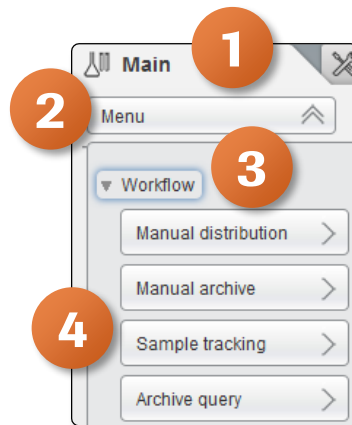 1
Main
2
Menu
3
Workflow
Manual distribution
Manual archive
4
Sample tracking
Archive query